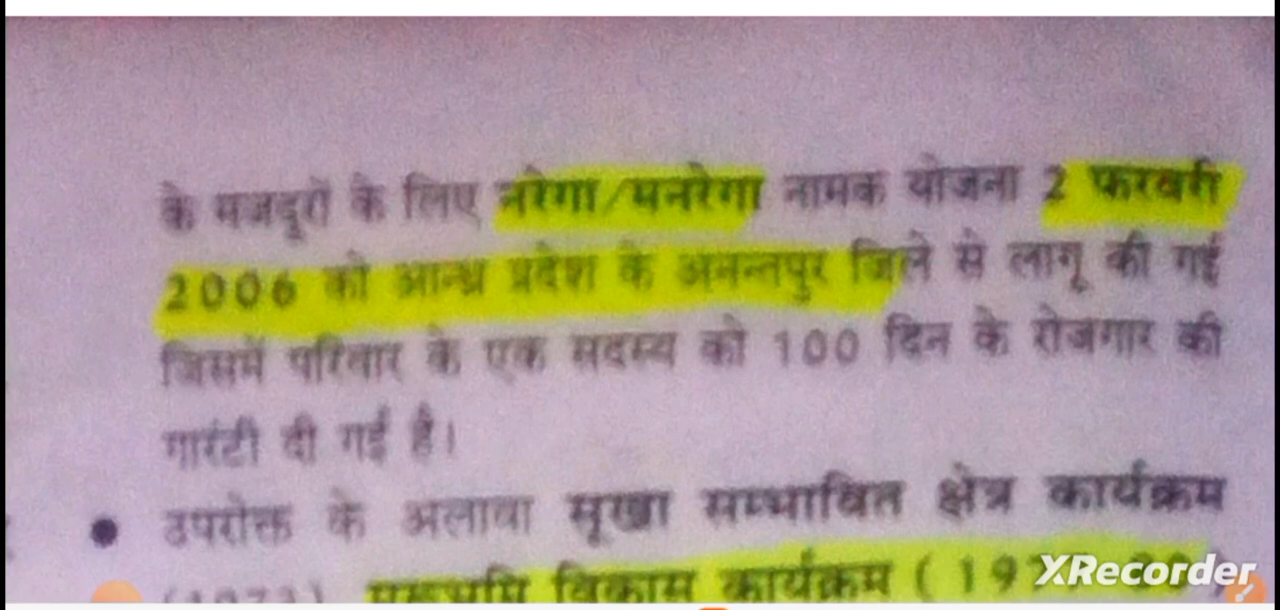 के मजदूरों के लिए नरेगा/मनरेगा नामक योजना 2 फरवरी
2006 को आन्ध्र प्रदेश के अनन्तपुर जिले से लागू की गई
जिसमें परिवार के एक सदस्य को 100 दिन के रोजगार की
गारंटी दी गई है।
• उपरोक्त के अलावा सूखा सम्भावित क्षेत्र कार्यक्रम
मरूभूमि विकास कार्यक्रम
XRecorder